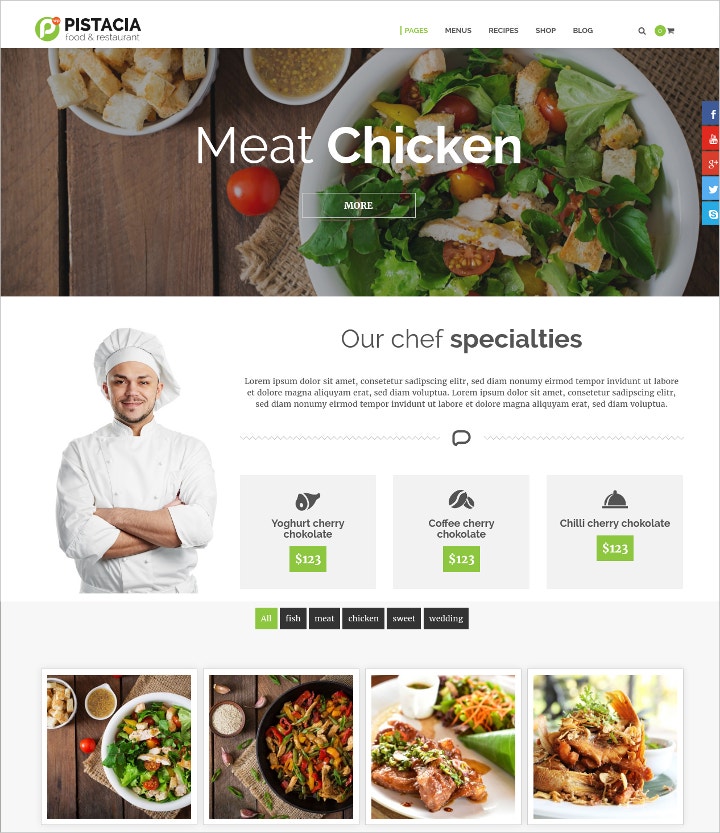 PISTACIA
food & restaurant
PAGES MENUS RECIPES SHOP BLOG
0
Meat Chicken
MORE
Our chef specialties
Lorem ipsum dolor sit amet, consetetur sadipscing elitr, sed diam nonumy eirmod tempor invidunt ut labore
et dolore magna aliquyam erat, sed diam voluptua. Lorem ipsum dolor sit amet, consetetur sadipscing elitr,
sed diam nonumy eirmod tempor invidunt ut labore et dolore magna aliquyam erat, sed diam voluptua.
Yoghurt cherry
chokolate
$123
Coffee cherry
chokolate
$123
Chilli cherry chokolate
$123
All fish meat chicken sweet wedding